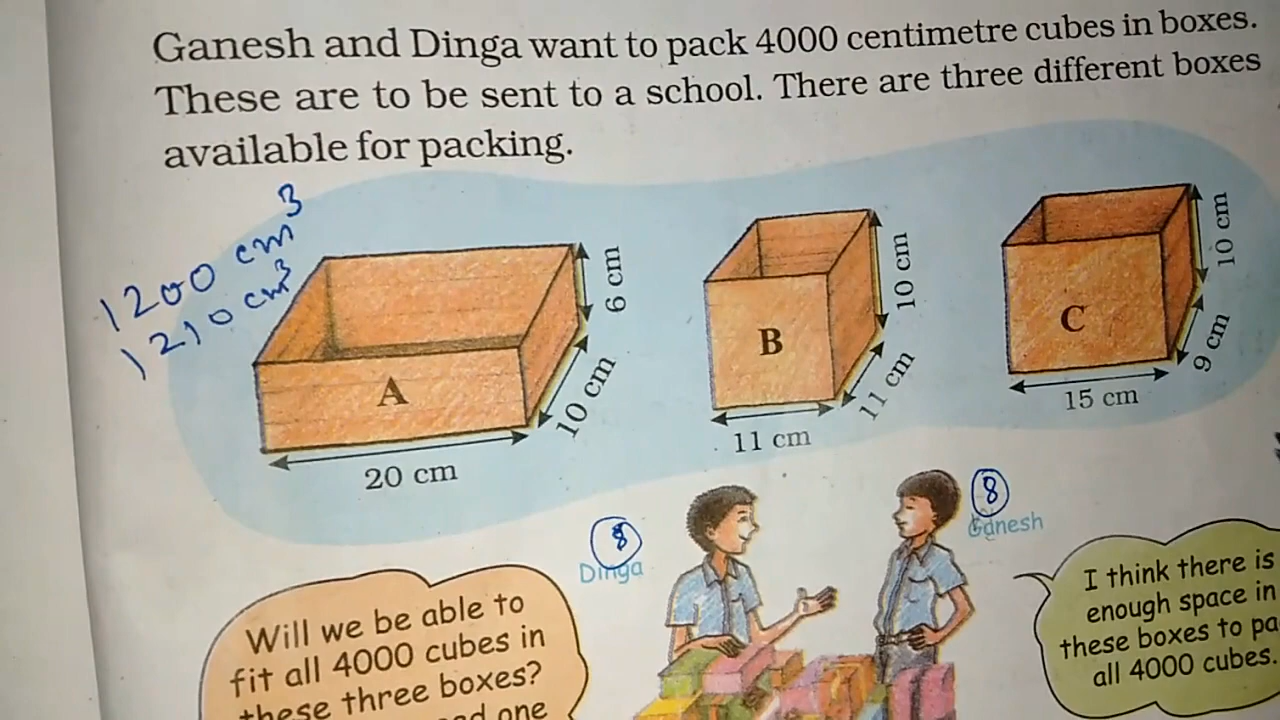 Ganesh and Dinga want to pack 4000 centimetre cubes in boxes.
These are to be sent to a school. There are three different boxes
available for packing.
1200 cm³
1210 cm³
A
20 cm
10 cm
6 cm
B
11 cm
11 cm
10 cm
C
15 cm
9 cm
10 cm
8
Dinga
8
Ganesh
Will we be able to
fit all 4000 cubes in
these three boxes?
one
I think there is
enough space in
these boxes to pa
all 4000 cubes.